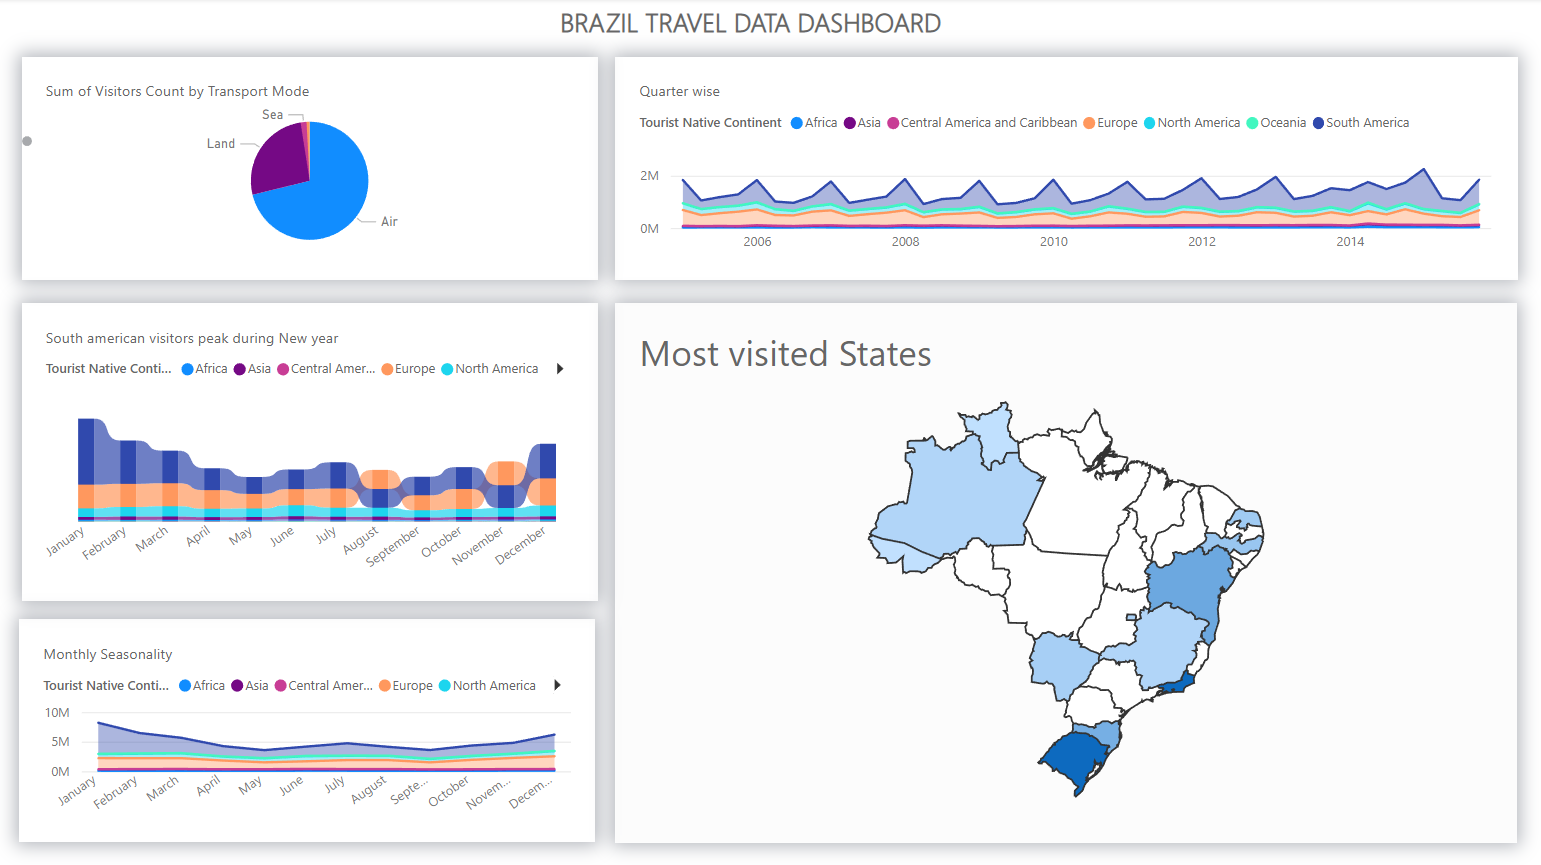 BRAZIL TRAVEL DATA DASHBOARD
Sum of Visitors Count by Transport Mode
Sea
Land
Air
Quarter wise
Tourist Native Continent Africa Asia Central America and Caribbean Europe North America Oceania South America
2M
0M
2006 2008 2010 2012 2014
South american visitors peak during New year
Tourist Native Conti... Africa Asia Central Amer... Europe North America
January February March April May June July August September October November December
Most visited States
Monthly Seasonality
Tourist Native Conti... Africa Asia Central Amer... Europe North America
10M
5M
0M
January February March April May June July August Septe... October Novem... Decem...